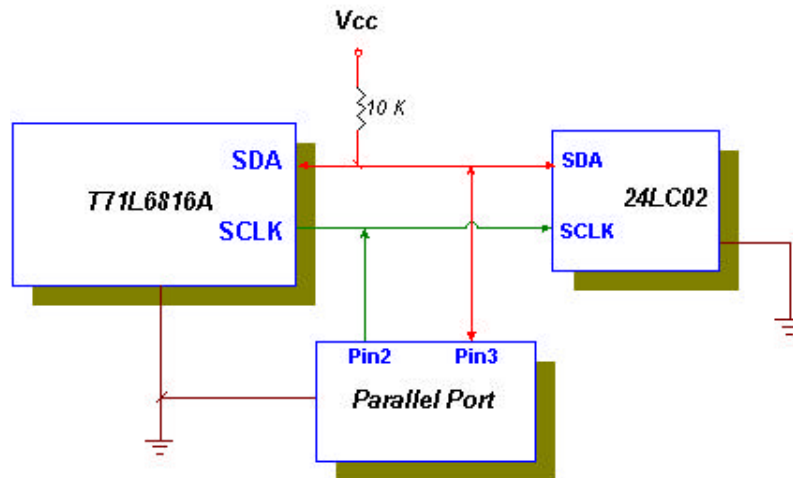 Vcc
10 K
SDA
SDA
T71L6816A
24LC02
SCLK
SCLK
Pin2
Pin3
Parallel Port